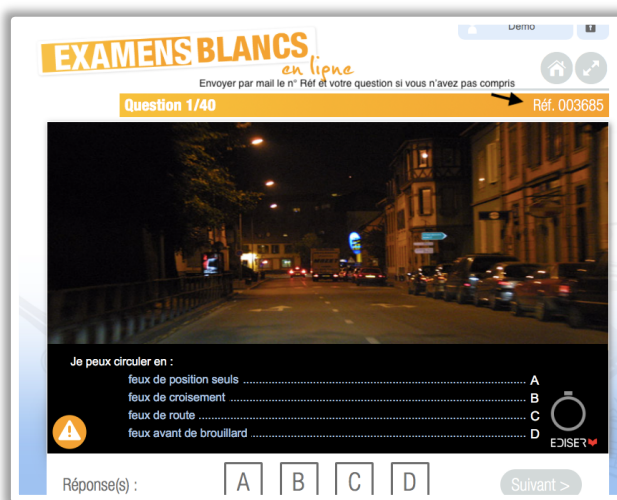 Demo
EXAMENS BLANCS
en ligne
Envoyer par mail le n° Réf et votre question si vous n'avez pas compris
Question 1/40
Réf. 003685
Je peux circuler en :
feux de position seuls ........ A
feux de croisement ........ B
feux de route ........ C
feux avant de brouillard ........ D
EDISER
Réponse(s) :
A B C D
Suivant >